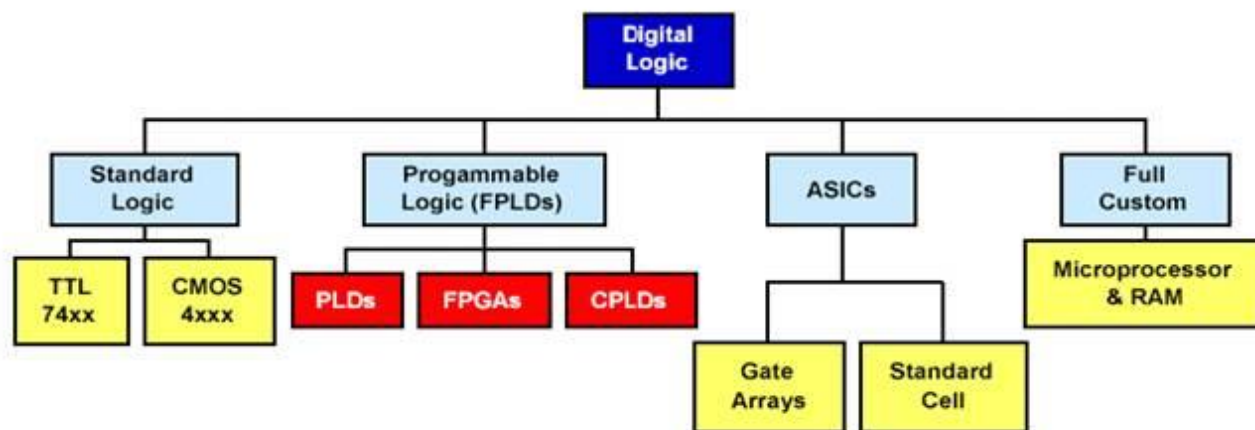 Digital
Logic
Standard
Logic
Progammable
Logic (FPLDs)
ASICs
Full
Custom
TTL
74xx
CMOS
4xxx
PLDs
FPGAs
CPLDs
Microprocessor
& RAM
Gate
Arrays
Standard
Cell